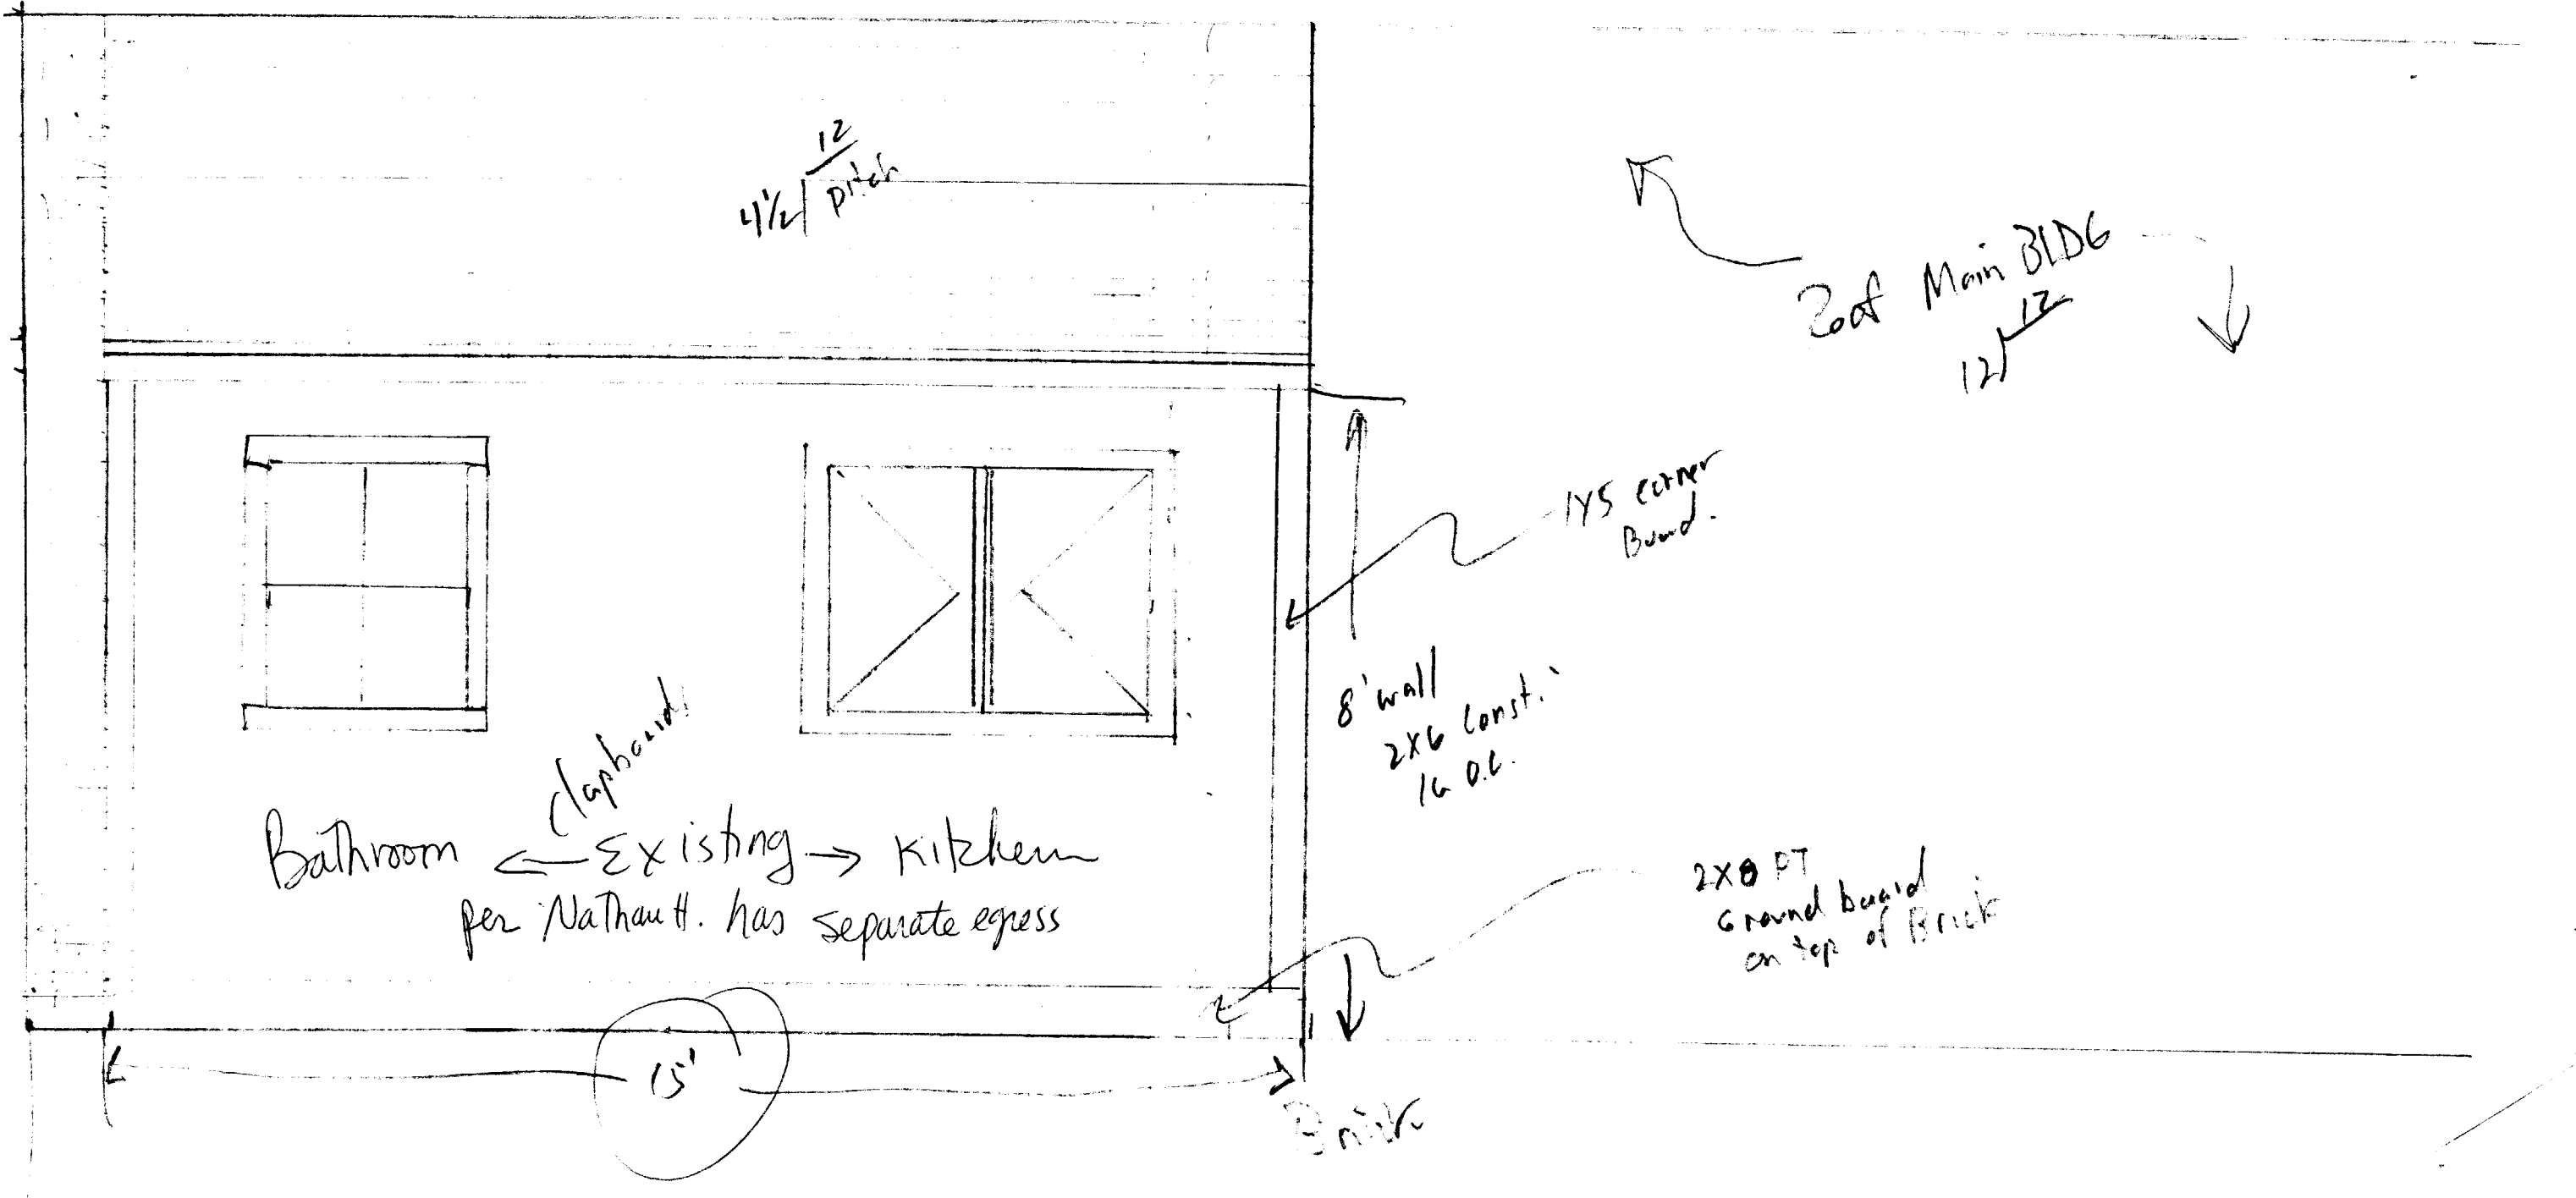 12
4 1/2 pitch
Roof Main BLDG
12
12
1x5 corner
Board.
8' wall
2x6 Const.
16 O.C.
clapboards
Bathroom ← Existing → Kitchen
per Nathan H. has separate egress
2x8 PT
Ground board
on top of Brick
15'
Brick